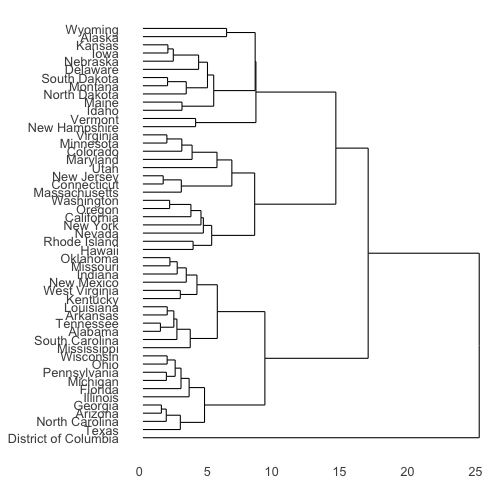 Wyoming
Alaska
Kansas
Iowa
Nebraska
Delaware
South Dakota
Montana
North Dakota
Maine
Idaho
Vermont
New Hampshire
Virginia
Minnesota
Colorado
Maryland
Utah
New Jersey
Connecticut
Massachusetts
Washington
Oregon
California
New York
Nevada
Rhode Island
Hawaii
Oklahoma
Missouri
Indiana
New Mexico
West Virginia
Kentucky
Louisiana
Arkansas
Tennessee
Alabama
South Carolina
Mississippi
Wisconsin
Ohio
Pennsylvania
Michigan
Florida
Illinois
Georgia
Arizona
North Carolina
Texas
District of Columbia
0 5 10 15 20 25